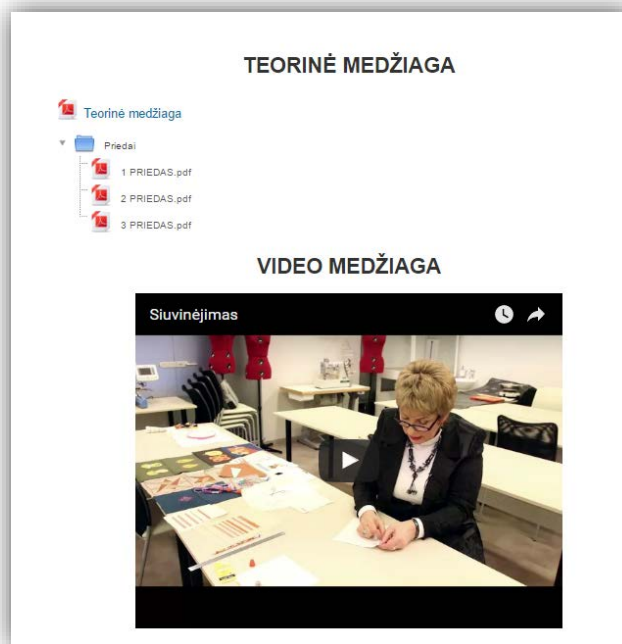 TEORINĖ MEDŽIAGA
Teorinė medžiaga
Priedai
1 PRIEDAS.pdf
2 PRIEDAS.pdf
3 PRIEDAS.pdf
VIDEO MEDŽIAGA
Siuvinėjimas